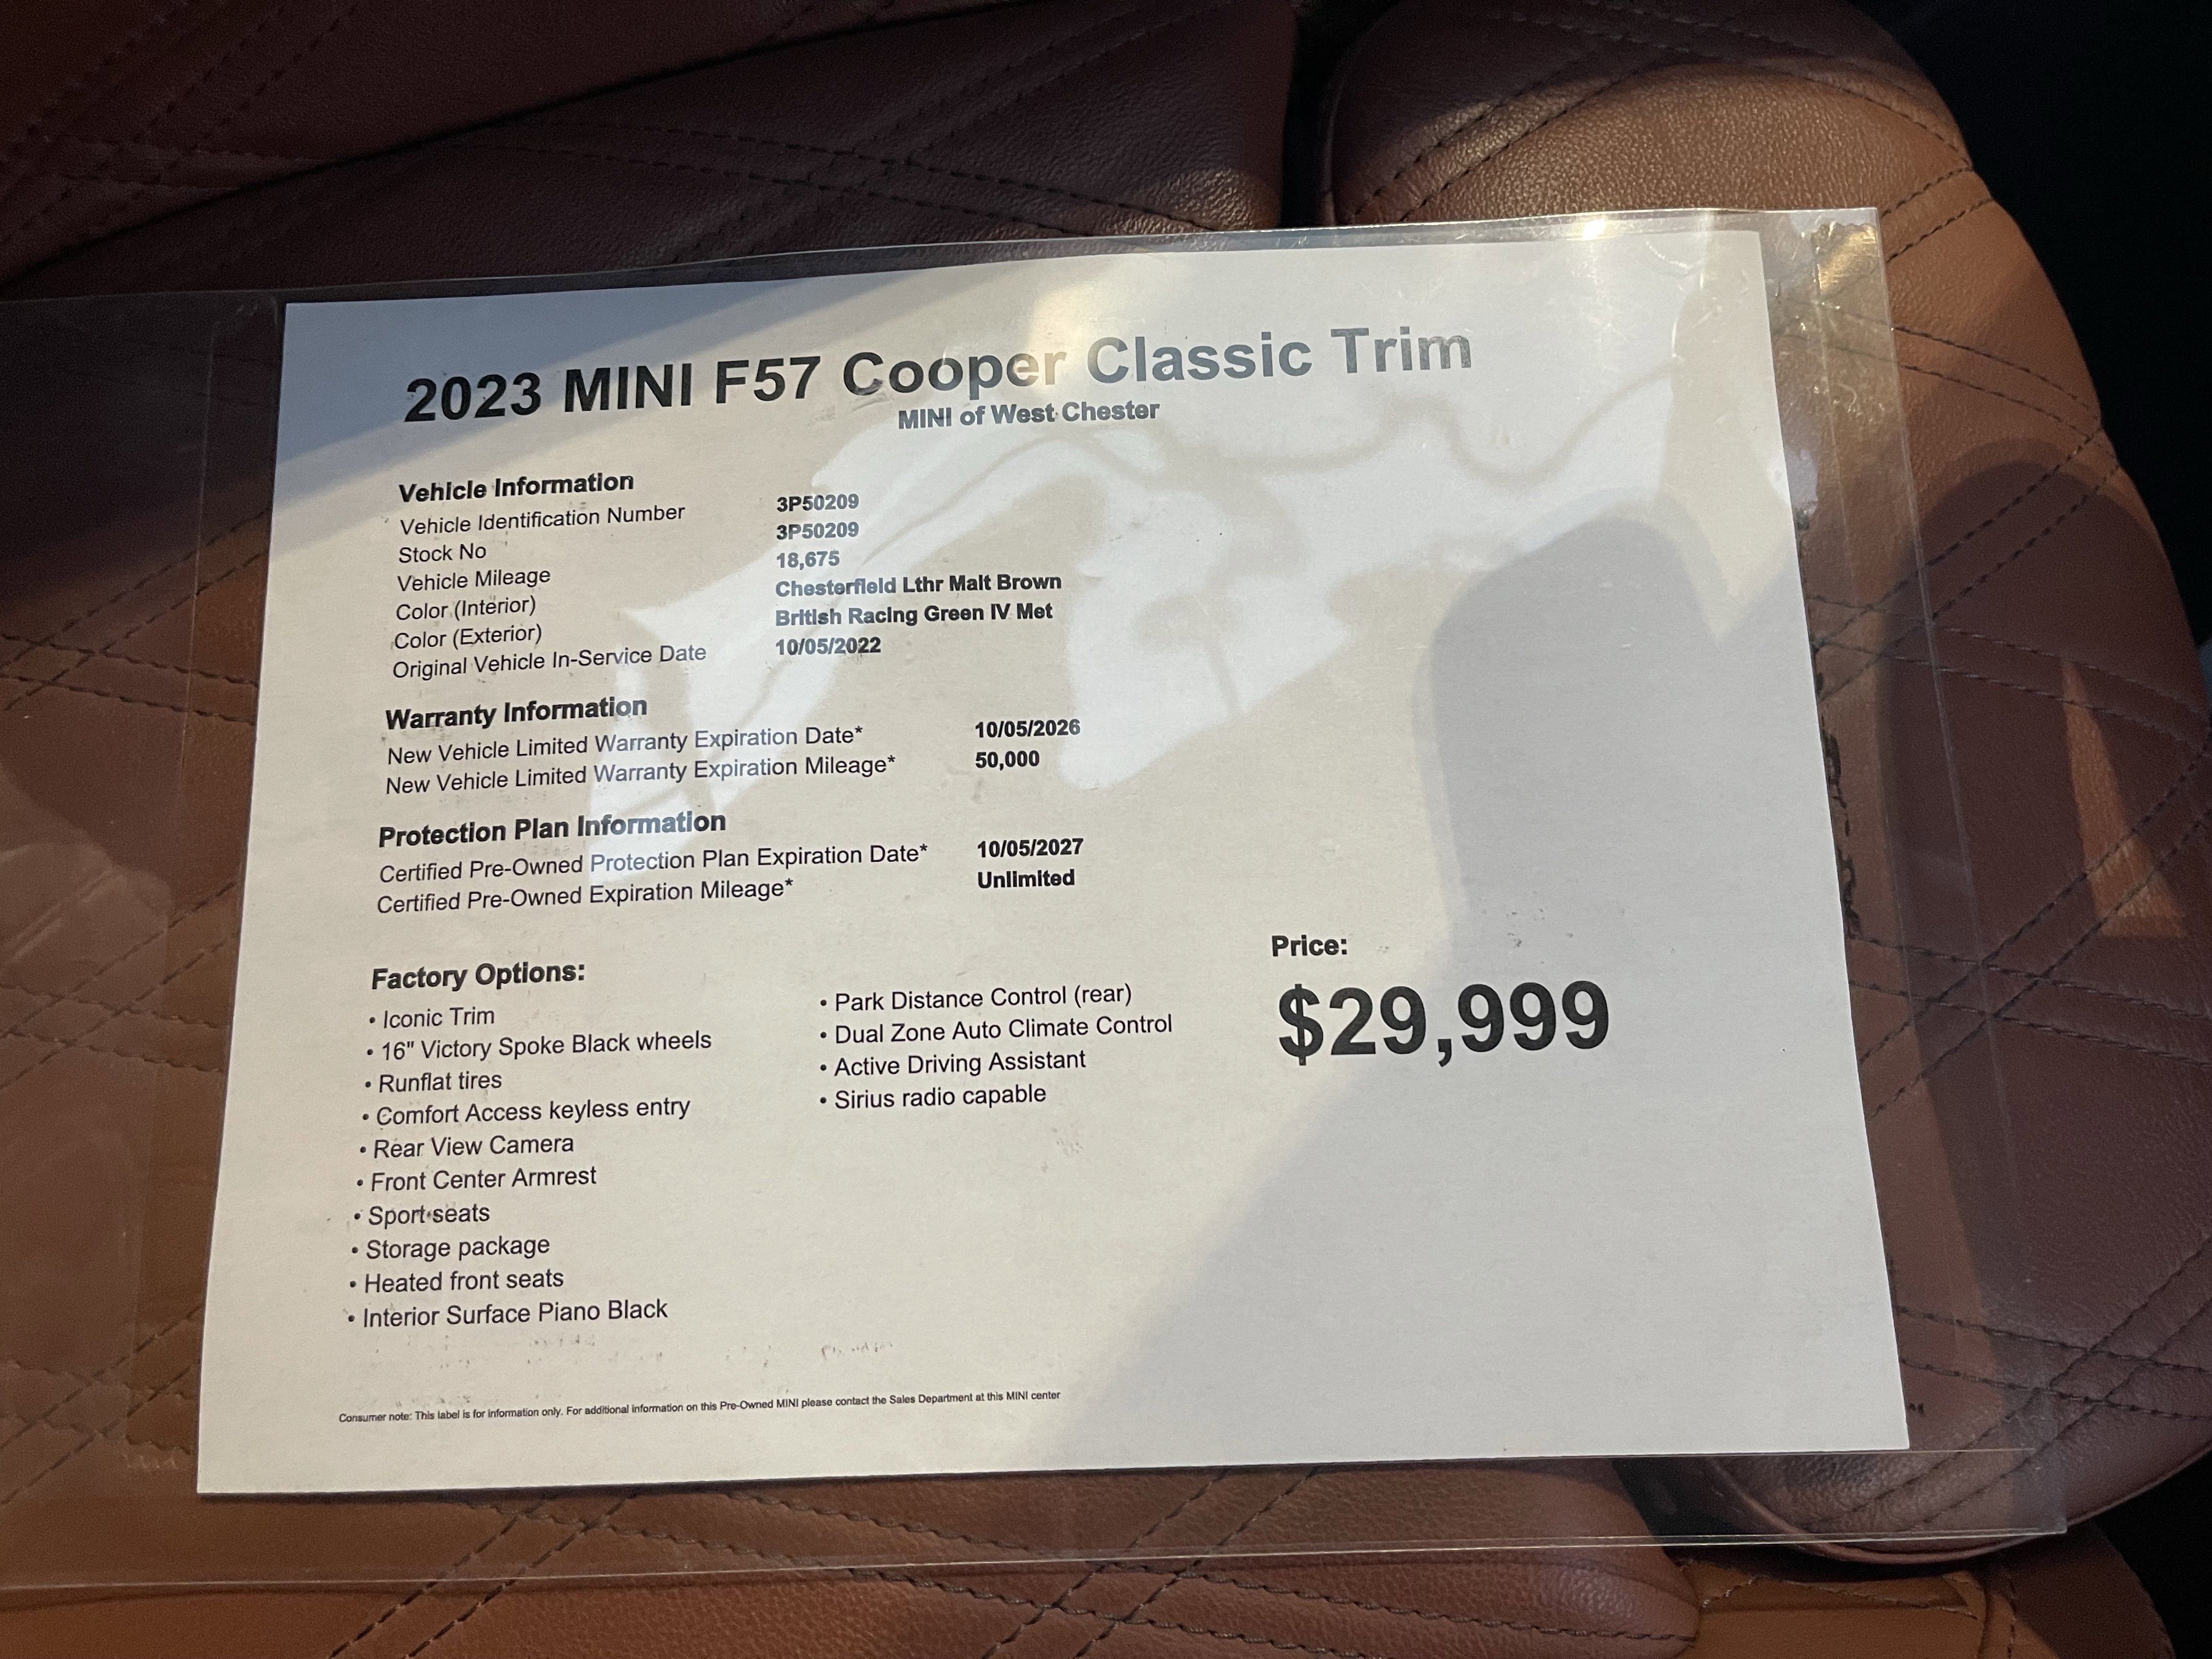 2023 MINI F57 Cooper Classic Trim
MINI of West Chester
Vehicle Information
Vehicle Identification Number 3P50209
Stock No 3P50209
Vehicle Mileage 18,675
Color (Interior) Chesterfield Lthr Malt Brown
Color (Exterior) British Racing Green IV Met
Original Vehicle In-Service Date 10/05/2022
Warranty Information
New Vehicle Limited Warranty Expiration Date* 10/05/2026
New Vehicle Limited Warranty Expiration Mileage* 50,000
Protection Plan Information
Certified Pre-Owned Protection Plan Expiration Date* 10/05/2027
Certified Pre-Owned Expiration Mileage* Unlimited
Factory Options:
• Iconic Trim
• 16" Victory Spoke Black wheels
• Runflat tires
• Comfort Access keyless entry
• Rear View Camera
• Front Center Armrest
• Sport seats
• Storage package
• Heated front seats
• Interior Surface Piano Black
• Park Distance Control (rear)
• Dual Zone Auto Climate Control
• Active Driving Assistant
• Sirius radio capable
Price:
$29,999
Consumer note: This label is for information only. For additional information on this Pre-Owned MINI please contact the Sales Department at this MINI center